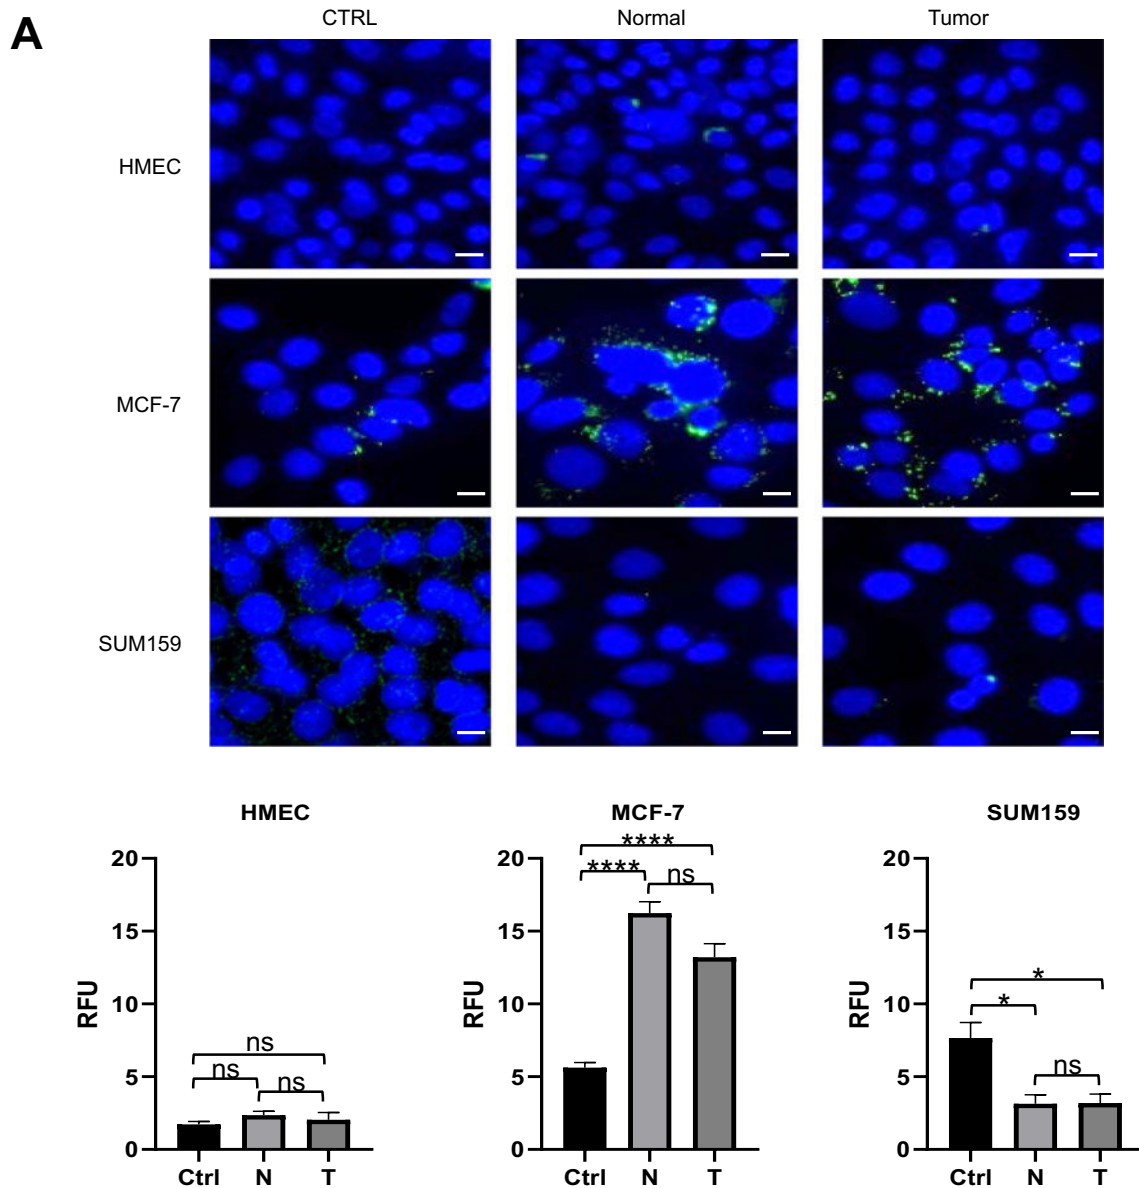 A
CTRL
Normal
Tumor
HMEC
MCF-7
SUM159
HMEC
RFU
20
15
10
5
0
ns
ns
ns
Ctrl
N
T
MCF-7
RFU
20
15
10
5
0
****
****
ns
Ctrl
N
T
SUM159
RFU
20
15
10
5
0
*
*
ns
Ctrl
N
T